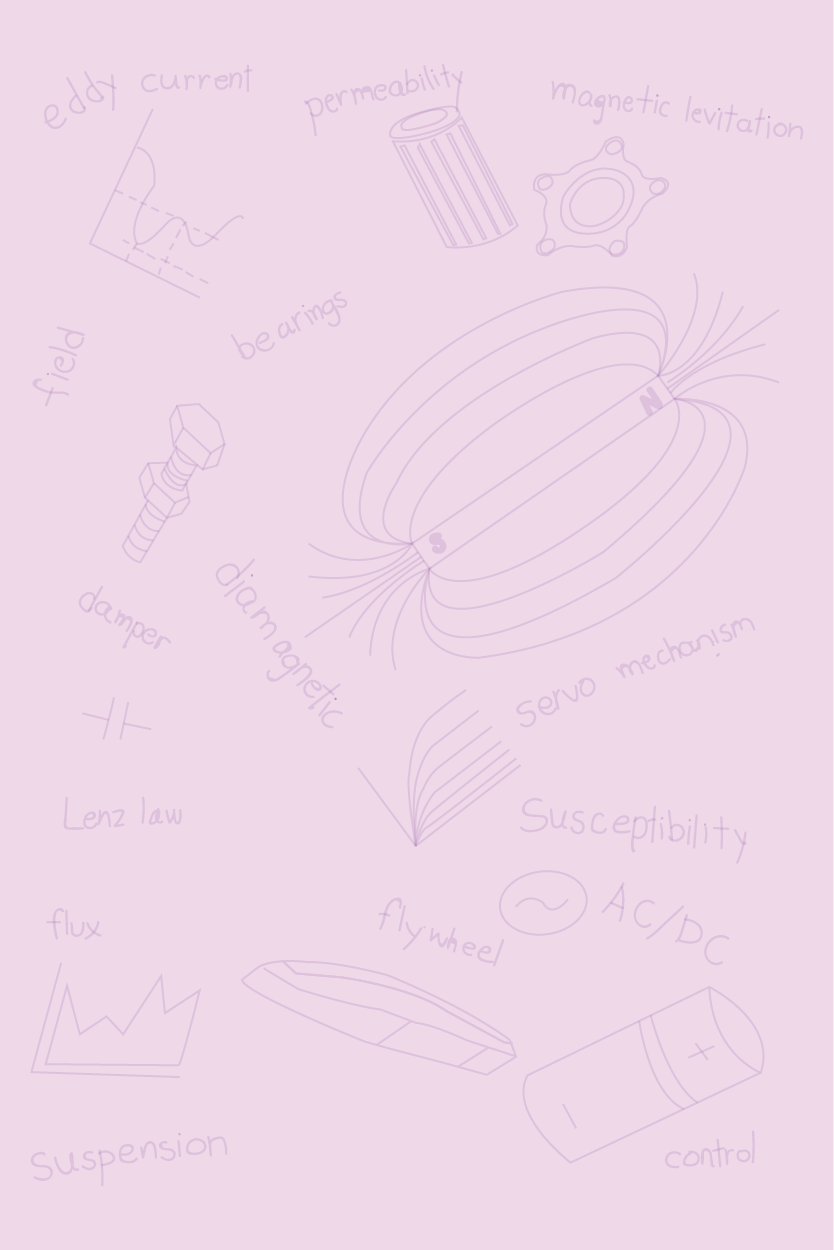 eddy current
permeability
magnetic levitation
bearings
field
N
S
damper
diamagnetic
servo mechanism
Lenz law
Susceptibility
AC/DC
flux
flywheel
+
-
suspension
control